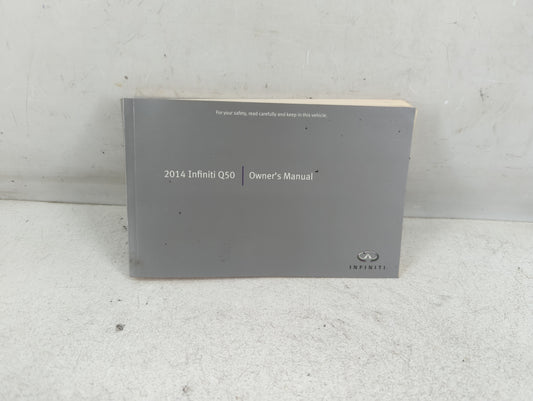 For your safety, read carefully and keep in this vehicle.
2014 Infiniti Q50 | Owner's Manual
INFINITI